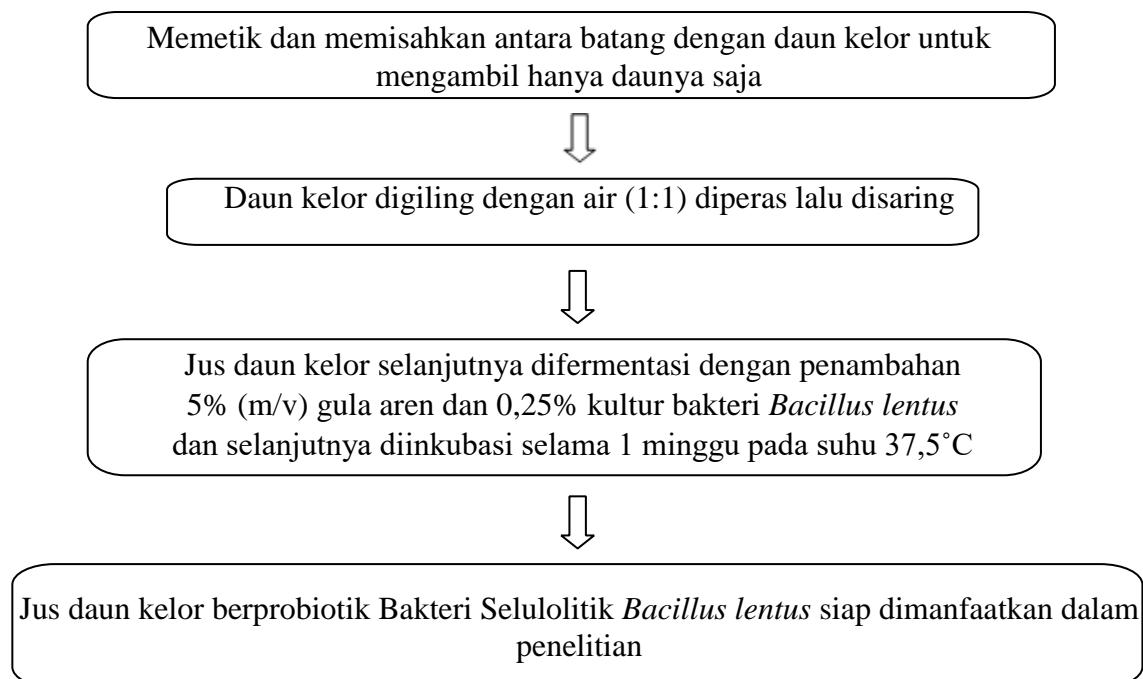 Memetik dan memisahkan antara batang dengan daun kelor untuk
mengambil hanya daunya saja
Daun kelor digiling dengan air (1:1) diperas lalu disaring
Jus daun kelor selanjutnya difermentasi dengan penambahan
5% (m/v) gula aren dan 0,25% kultur bakteri Bacillus lentus
dan selanjutnya diinkubasi selama 1 minggu pada suhu 37,5˚C
Jus daun kelor berprobiotik Bakteri Selulolitik Bacillus lentus siap dimanfaatkan dalam
penelitian